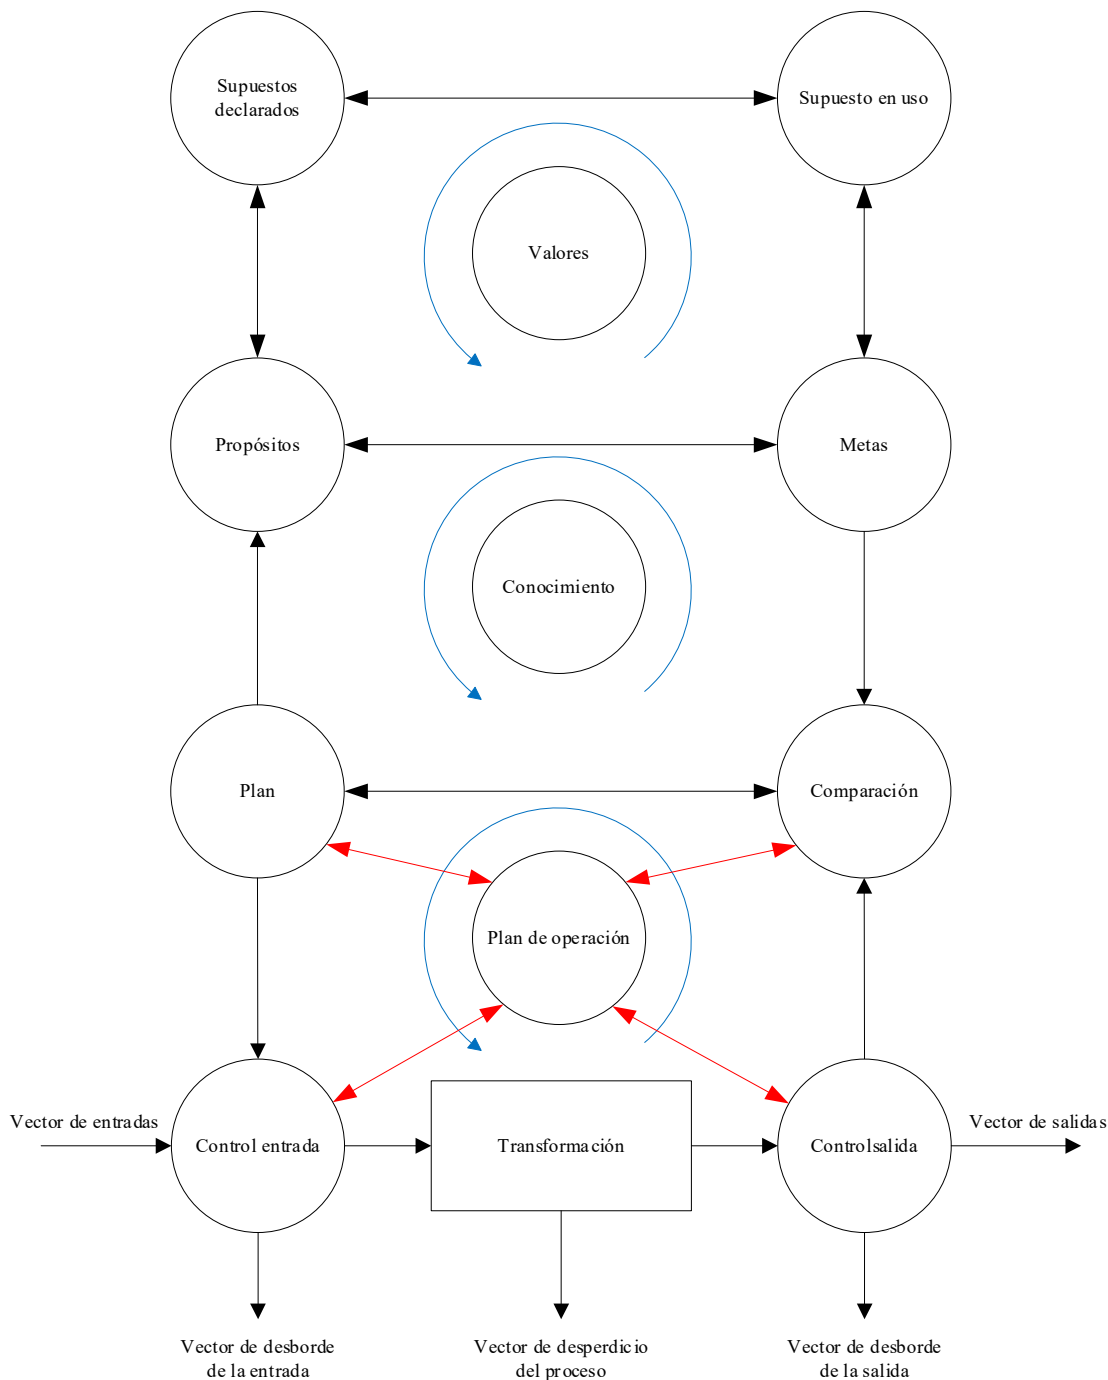 Supuestos
declarados
Supuesto en uso
Valores
Propósitos
Metas
Conocimiento
Plan
Comparación
Plan de operación
Vector de entradas
Control entrada
Transformación
Controlsalida
Vector de salidas
Vector de desborde
de la entrada
Vector de desperdicio
del proceso
Vector de desborde
de la salida